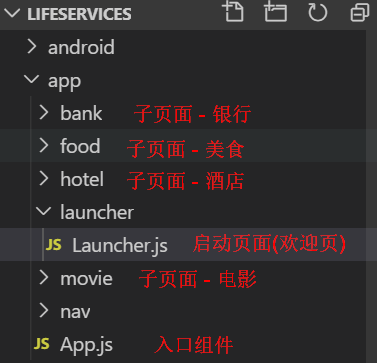 LIFESERVICES
android
app
bank 子页面 - 银行
food 子页面 - 美食
hotel 子页面 - 酒店
launcher
JS Launcher.js 启动页面(欢迎页)
movie 子页面 - 电影
nav
JS App.js 入口组件